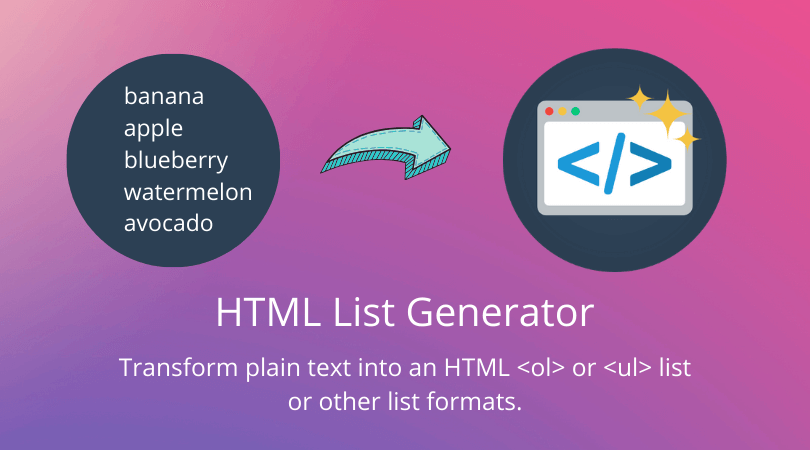 banana
apple
blueberry
watermelon
avocado
</>
HTML List Generator
Transform plain text into an HTML <ol> or <ul> list
or other list formats.